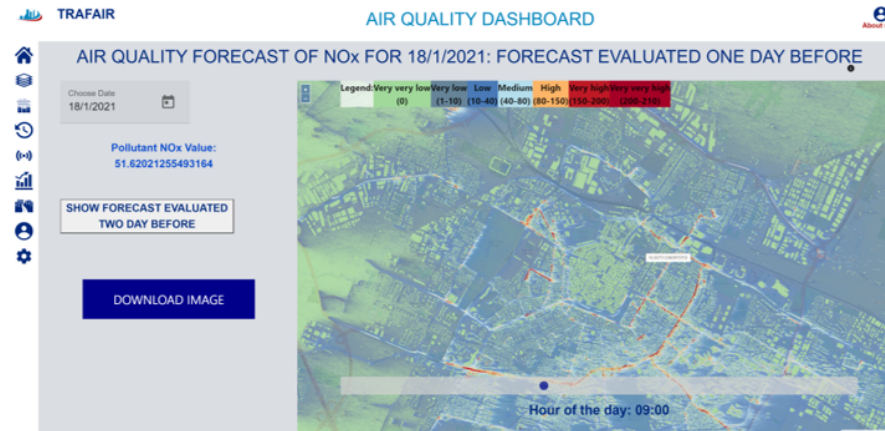 TRAFAIR
AIR QUALITY DASHBOARD
About
AIR QUALITY FORECAST OF NOx FOR 18/1/2021: FORECAST EVALUATED ONE DAY BEFORE
Choose Date
18/1/2021
Pollutant NOx Value:
51.62021255493164
SHOW FORECAST EVALUATED
TWO DAY BEFORE
DOWNLOAD IMAGE
Legend: Very very low Very low Low Medium High Very high Very very high
(0) (1-10) (10-40) (40-80) (80-150) (150-200) (200-210)
Hour of the day: 09:00